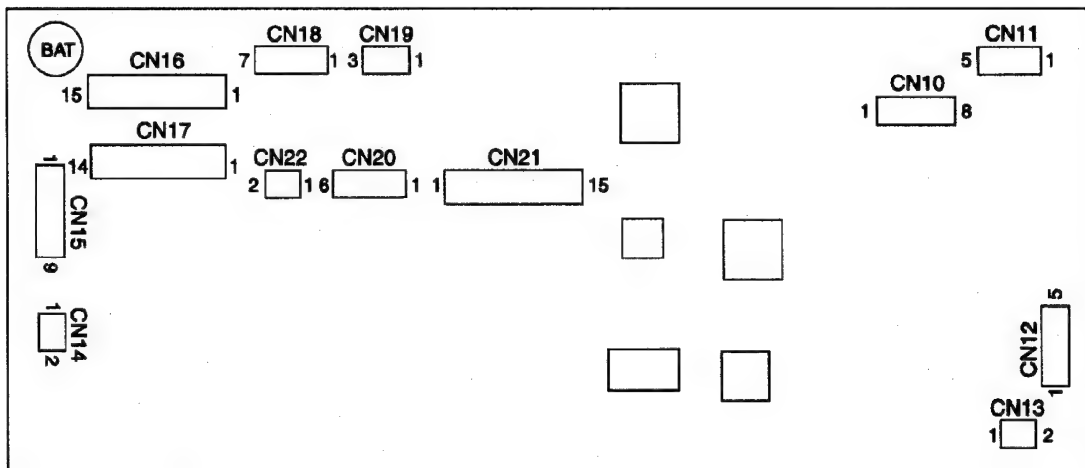 CN18 CN19 CN11
BAT 7 1 3 1 5 1
CN16 CN10
15 1 1 8
CN17
1 14 1 CN22 CN20 CN21
2 1 6 1 1 15
CN15
9
1 5
CN14 CN12
2 1
CN13
1 2